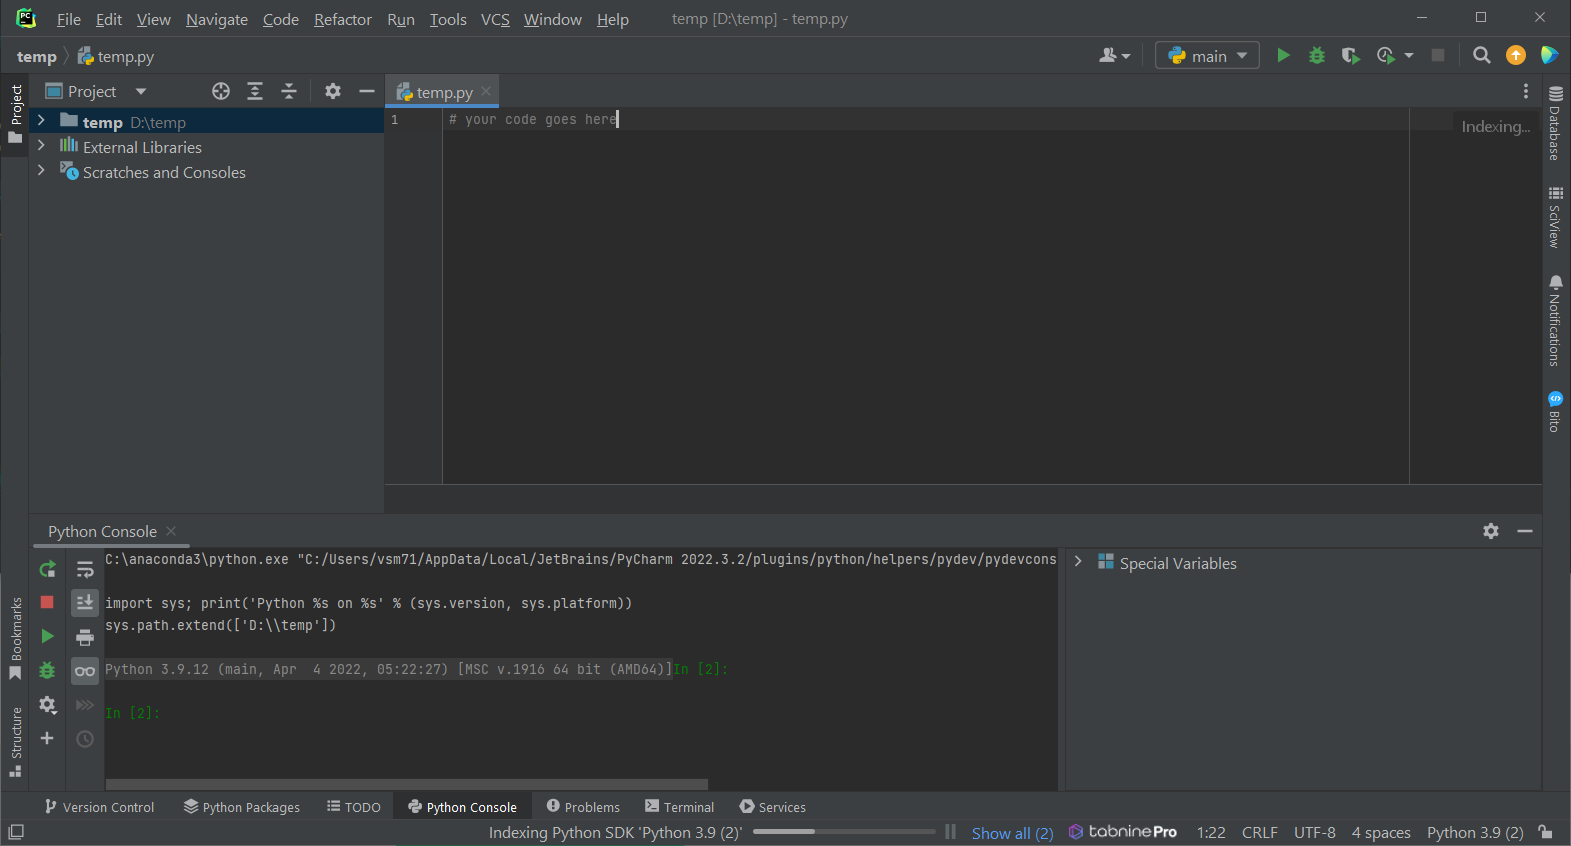 File Edit View Navigate Code Refactor Run Tools VCS Window Help temp [D:\temp] - temp.py
temp temp.py main
Project
Project
temp.py
temp D:\temp
External Libraries
Scratches and Consoles
1 # your code goes here
Indexing...
Database
SciView
Notifications
Bito
Python Console
C:\anaconda3\python.exe "C:/Users/vsm71/AppData/Local/JetBrains/PyCharm 2022.3.2/plugins/python/helpers/pydev/pydevcons
import sys; print('Python %s on %s' % (sys.version, sys.platform))
sys.path.extend(['D:\\temp'])
Python 3.9.12 (main, Apr  4 2022, 05:22:27) [MSC v.1916 64 bit (AMD64)]In [2]:
In [2]:
Special Variables
Bookmarks
Structure
Version Control Python Packages TODO Python Console Problems Terminal Services
Indexing Python SDK 'Python 3.9 (2)' Show all (2) tabnine Pro 1:22 CRLF UTF-8 4 spaces Python 3.9 (2)